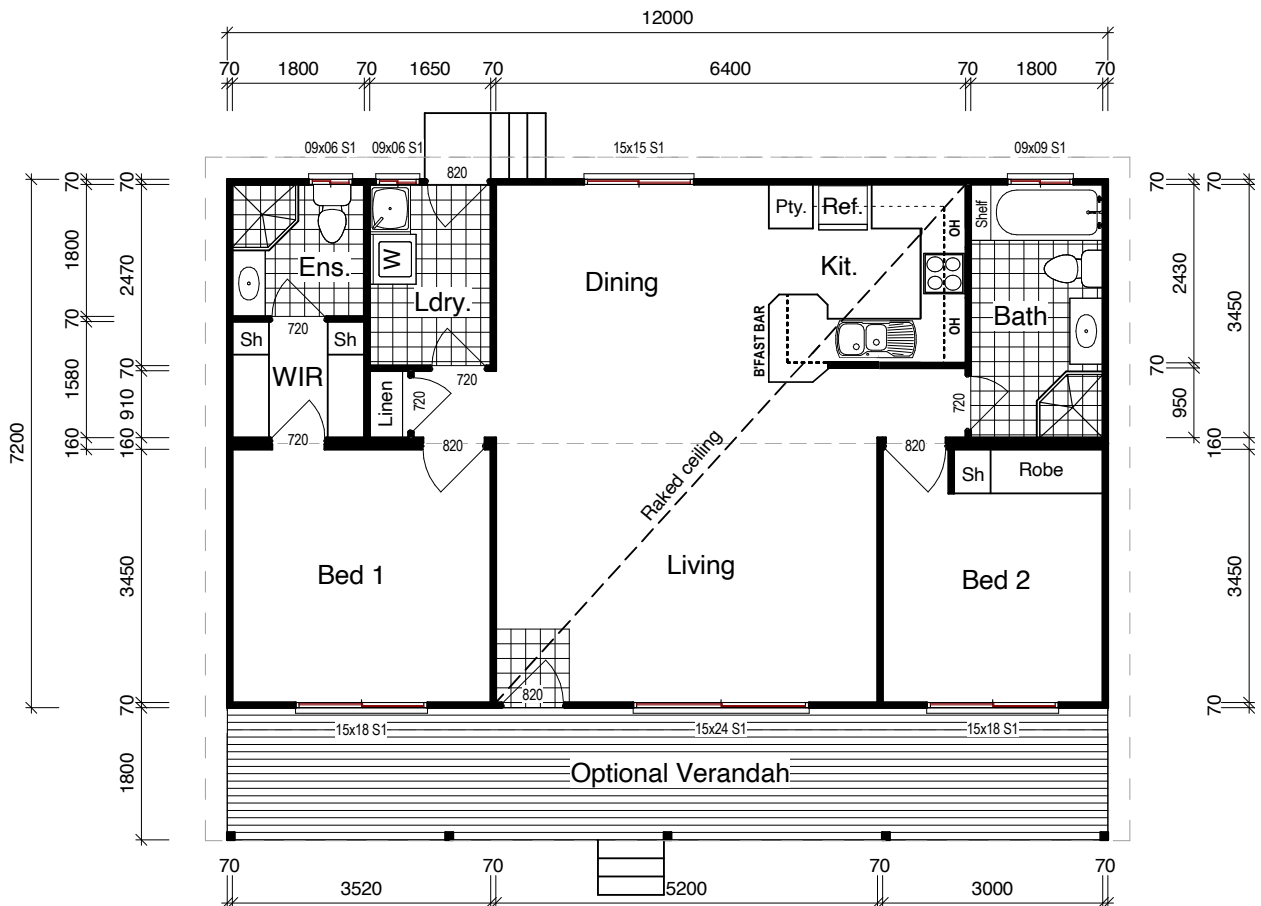 12000
70 1800 70 1650 70 6400 70 1800 70
09x06 S1 09x06 S1 15x15 S1 09x09 S1
820
70 70 70 70
1800 2470 2430 3450
70 70 70
1580 910 950
160 160 160
7200
3450 3450
70 70 70
1800
Ens.
W
Ldry.
Dining
Pty. Ref.
OH
Kit.
OH
B'FAST BAR
Shelf
Bath
720
Sh Sh
WIR
720
Linen
720
720
720
820
820
Sh Robe
Raked ceiling
Bed 1
Living
Bed 2
820
15x18 S1 15x24 S1 15x18 S1
Optional Verandah
70 70 70 70
3520 5200 3000